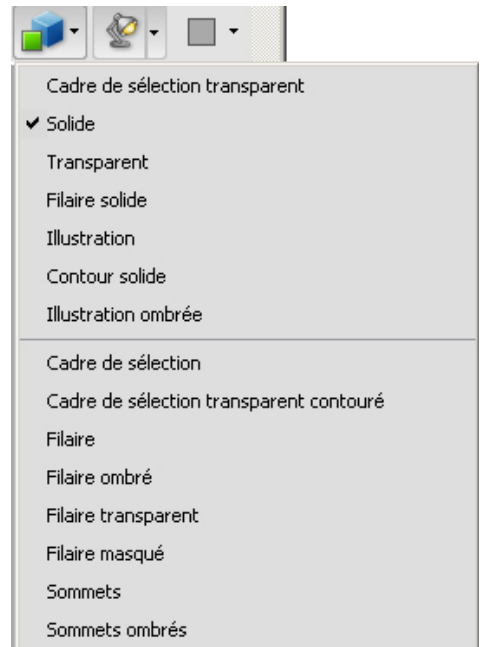 Cadre de sélection transparent
Solide
Transparent
Filaire solide
Illustration
Contour solide
Illustration ombrée
Cadre de sélection
Cadre de sélection transparent contouré
Filaire
Filaire ombré
Filaire transparent
Filaire masqué
Sommets
Sommets ombrés